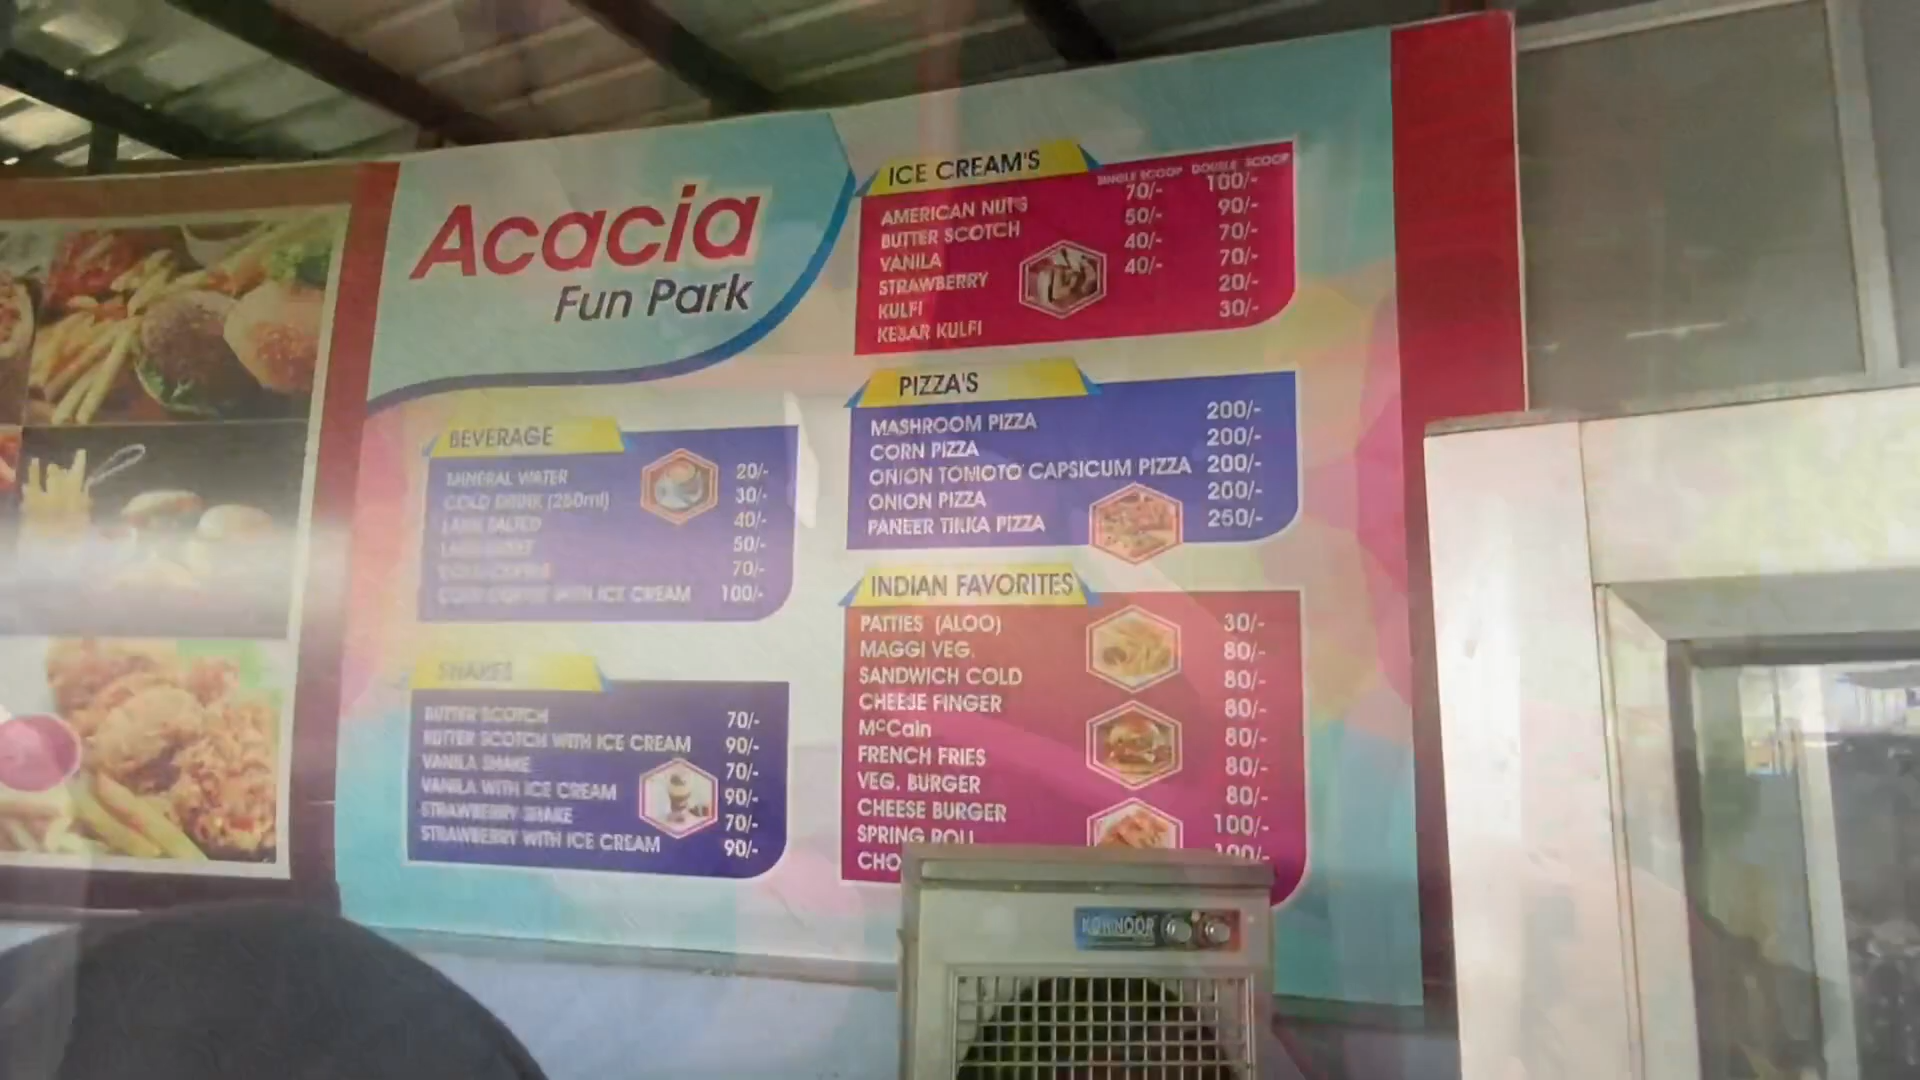 Acacia
Fun Park
ICE CREAM'S
SINGLE SCOOP DOUBLE SCOOP
AMERICAN NUTS 70/- 100/-
BUTTER SCOTCH 50/- 90/-
VANILA 40/- 70/-
STRAWBERRY 40/- 70/-
KULFI 20/-
KESAR KULFI 30/-
PIZZA'S
MASHROOM PIZZA 200/-
CORN PIZZA 200/-
ONION TOMOTO CAPSICUM PIZZA 200/-
ONION PIZZA 200/-
PANEER TIKKA PIZZA 250/-
BEVERAGE
MINERAL WATER 20/-
COLD DRINK (250ml) 30/-
SALTED 40/-
50/-
70/-
COFFEE WITH ICE CREAM 100/-
SHAKES
BUTTER SCOTCH 70/-
BUTTER SCOTCH WITH ICE CREAM 90/-
VANILA SHAKE 70/-
VANILA WITH ICE CREAM 90/-
STRAWBERRY SHAKE 70/-
STRAWBERRY WITH ICE CREAM 90/-
INDIAN FAVORITES
PATTIES (ALOO) 30/-
MAGGI VEG. 80/-
SANDWICH COLD 80/-
CHEESE FINGER 80/-
McCain 80/-
FRENCH FRIES 80/-
VEG. BURGER 80/-
CHEESE BURGER 100/-
SPRING ROLL 100/-
CHO
KOHINOOR